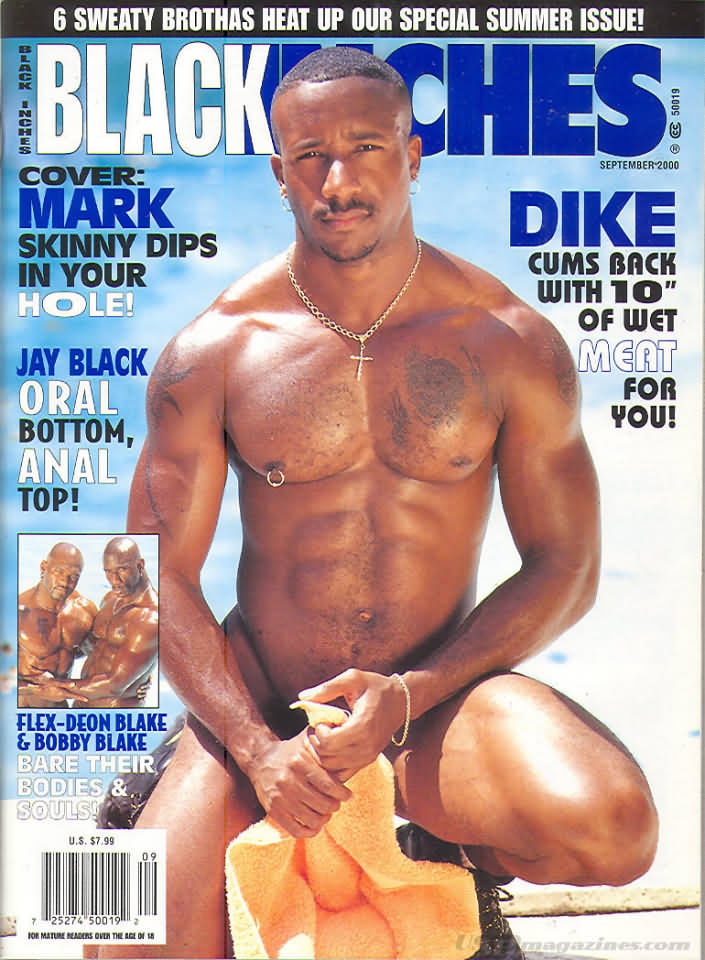 6 SWEATY BROTHAS HEAT UP OUR SPECIAL SUMMER ISSUE!
BLACK INCHES
BLACK INCHES
50019
®
SEPTEMBER 2000
COVER:
MARK
SKINNY DIPS
IN YOUR
HOLE!
DIKE
CUMS BACK
WITH 10"
OF WET
MEAT
FOR
YOU!
JAY BLACK
ORAL
BOTTOM,
ANAL
TOP!
FLEX-DEON BLAKE
& BOBBY BLAKE
BARE THEIR
BODIES &
SOULS!
U.S. $7.99
09
7 25274 50019 2
FOR MATURE READERS OVER THE AGE OF 18